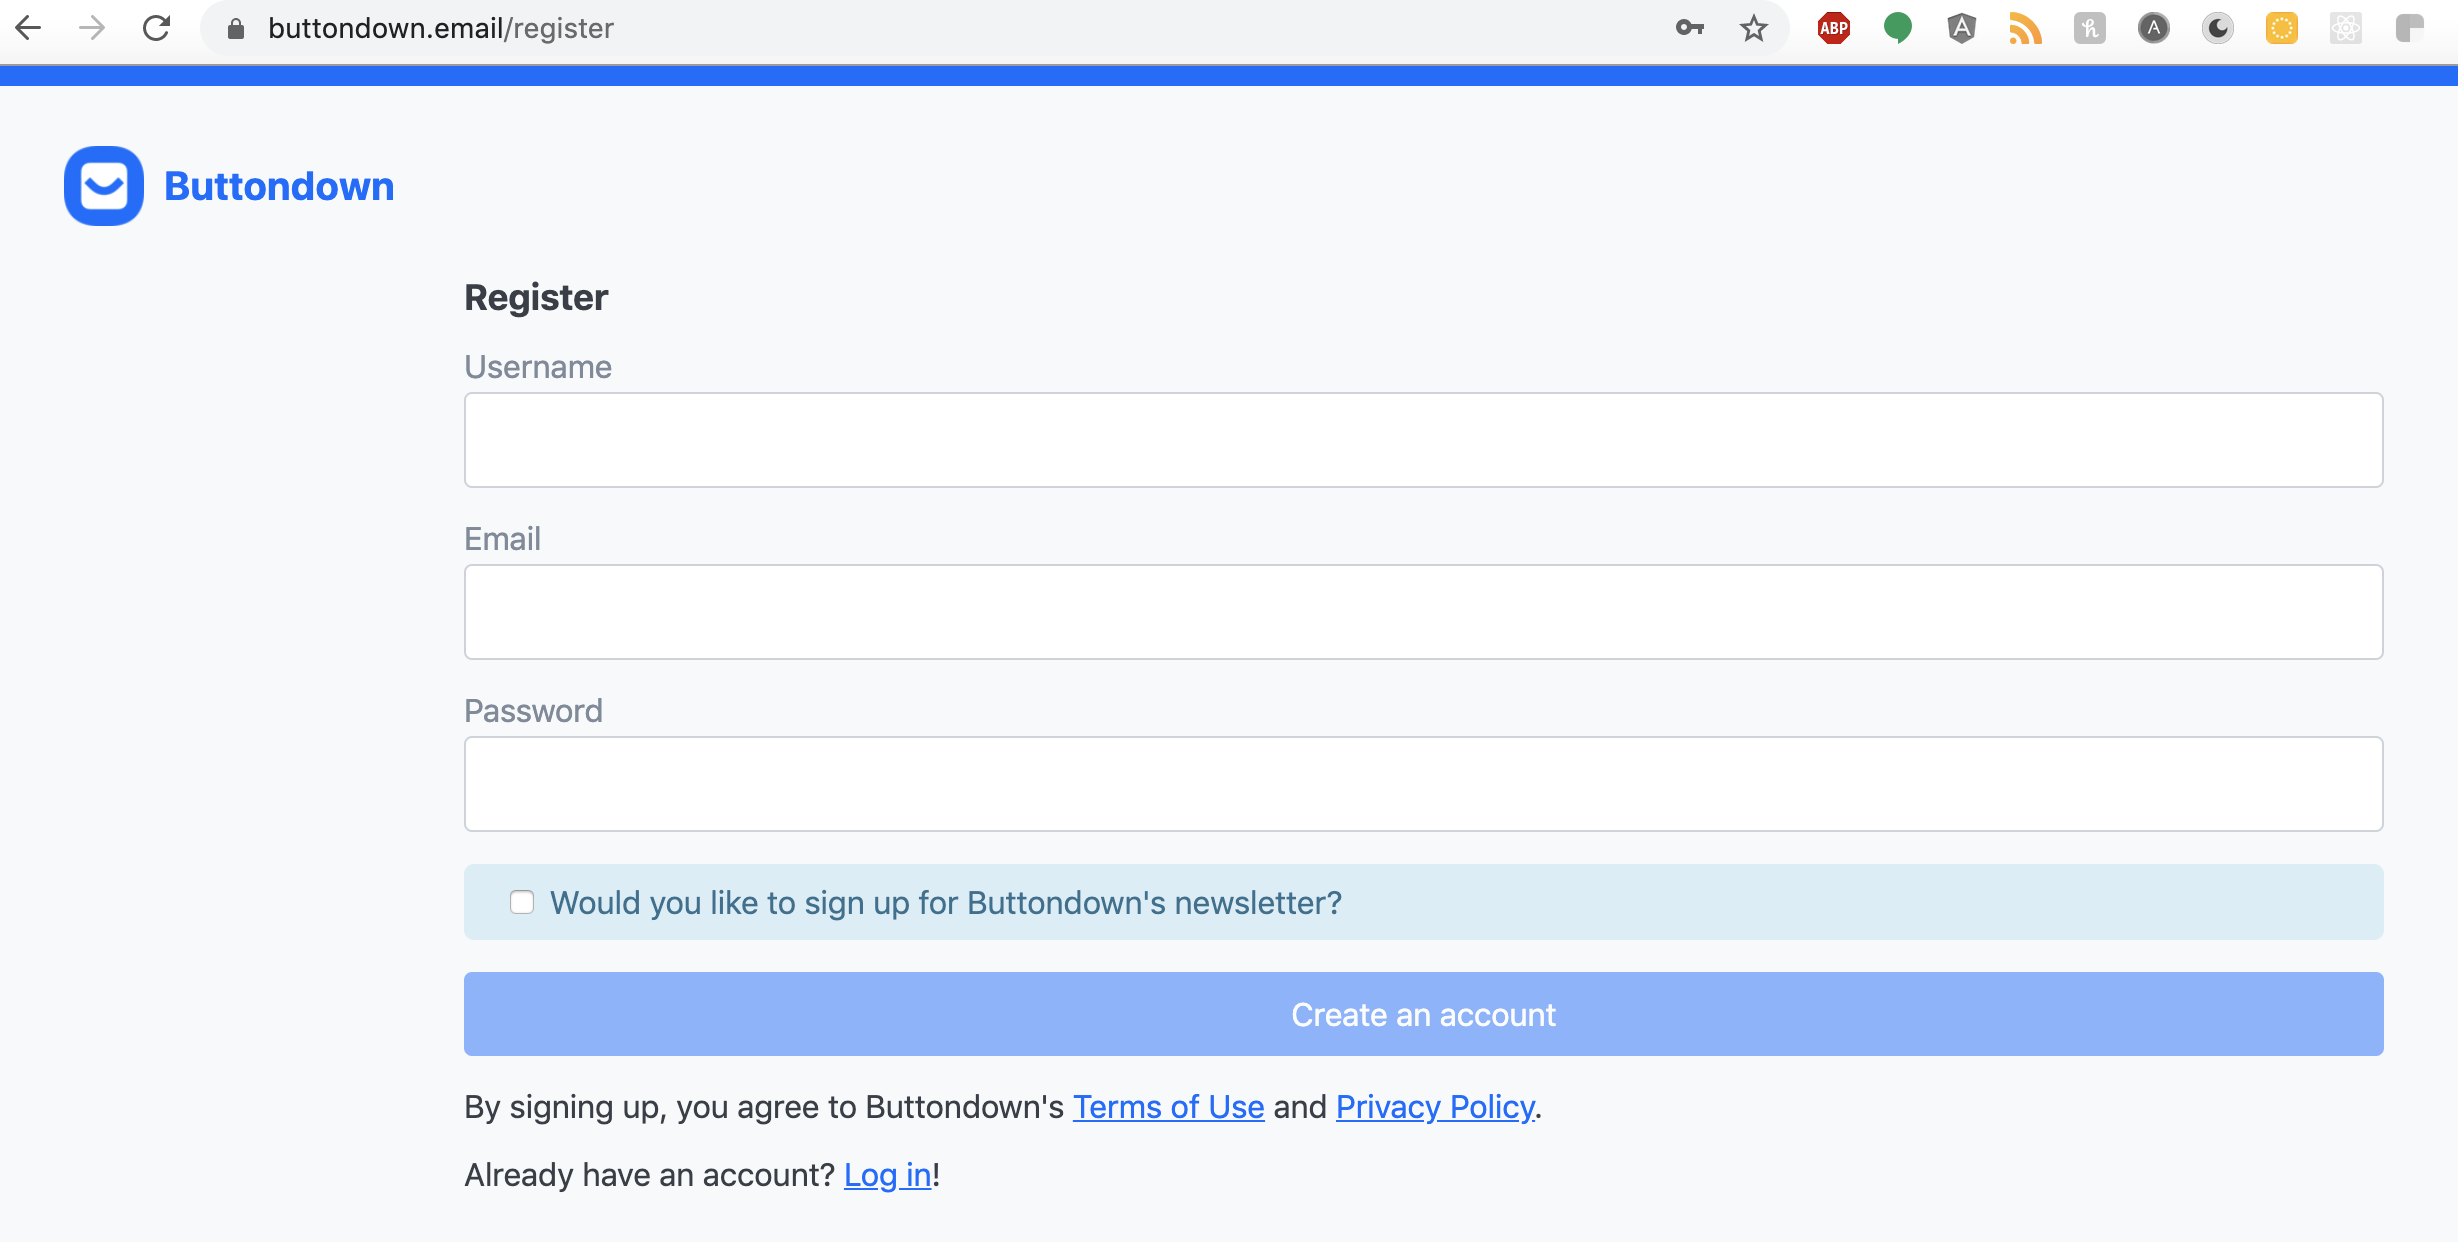 buttondown.email/register
ABP
Buttondown
Register
Username
Email
Password
Would you like to sign up for Buttondown's newsletter?
Create an account
By signing up, you agree to Buttondown's Terms of Use and Privacy Policy.
Already have an account? Log in!